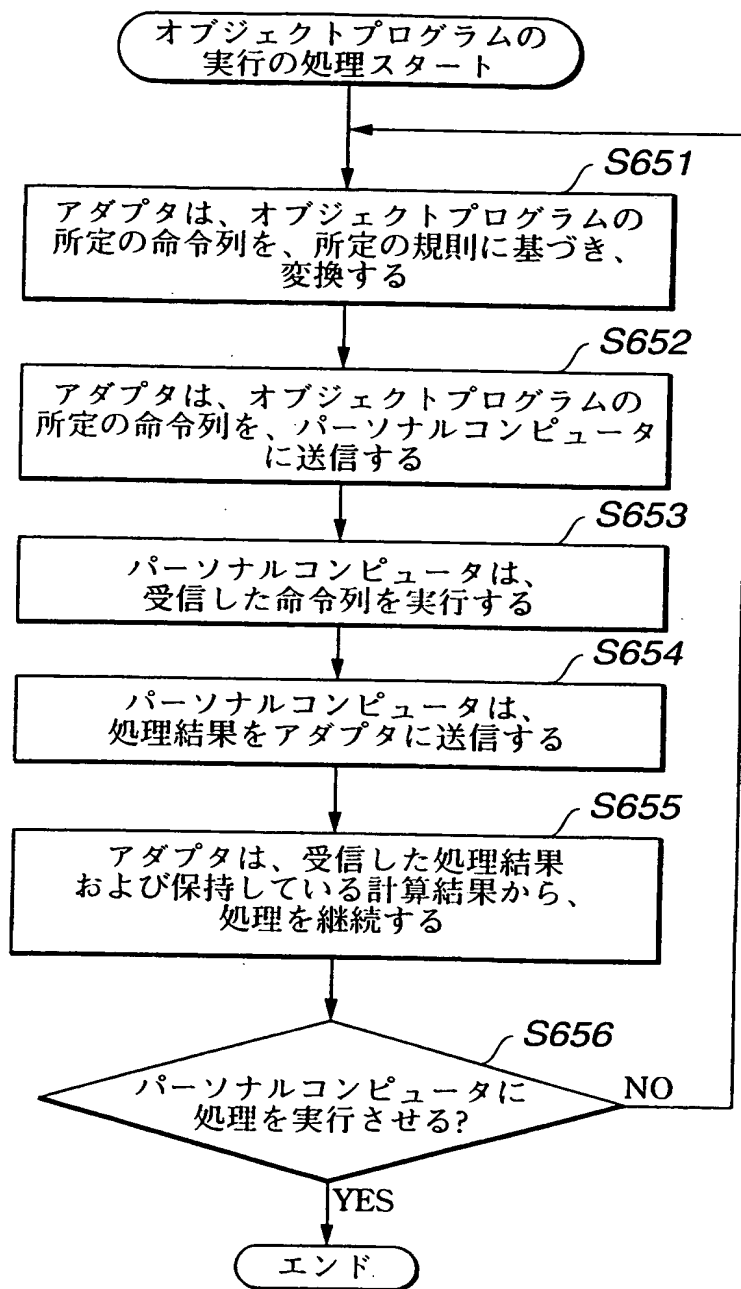 オブジェクトプログラムの
実行の処理スタート
S651
アダプタは、オブジェクトプログラムの
所定の命令列を、所定の規則に基づき、
変換する
S652
アダプタは、オブジェクトプログラムの
所定の命令列を、パーソナルコンピュータ
に送信する
S653
パーソナルコンピュータは、
受信した命令列を実行する
S654
パーソナルコンピュータは、
処理結果をアダプタに送信する
S655
アダプタは、受信した処理結果
および保持している計算結果から、
処理を継続する
S656
パーソナルコンピュータに
処理を実行させる?
NO
YES
エンド